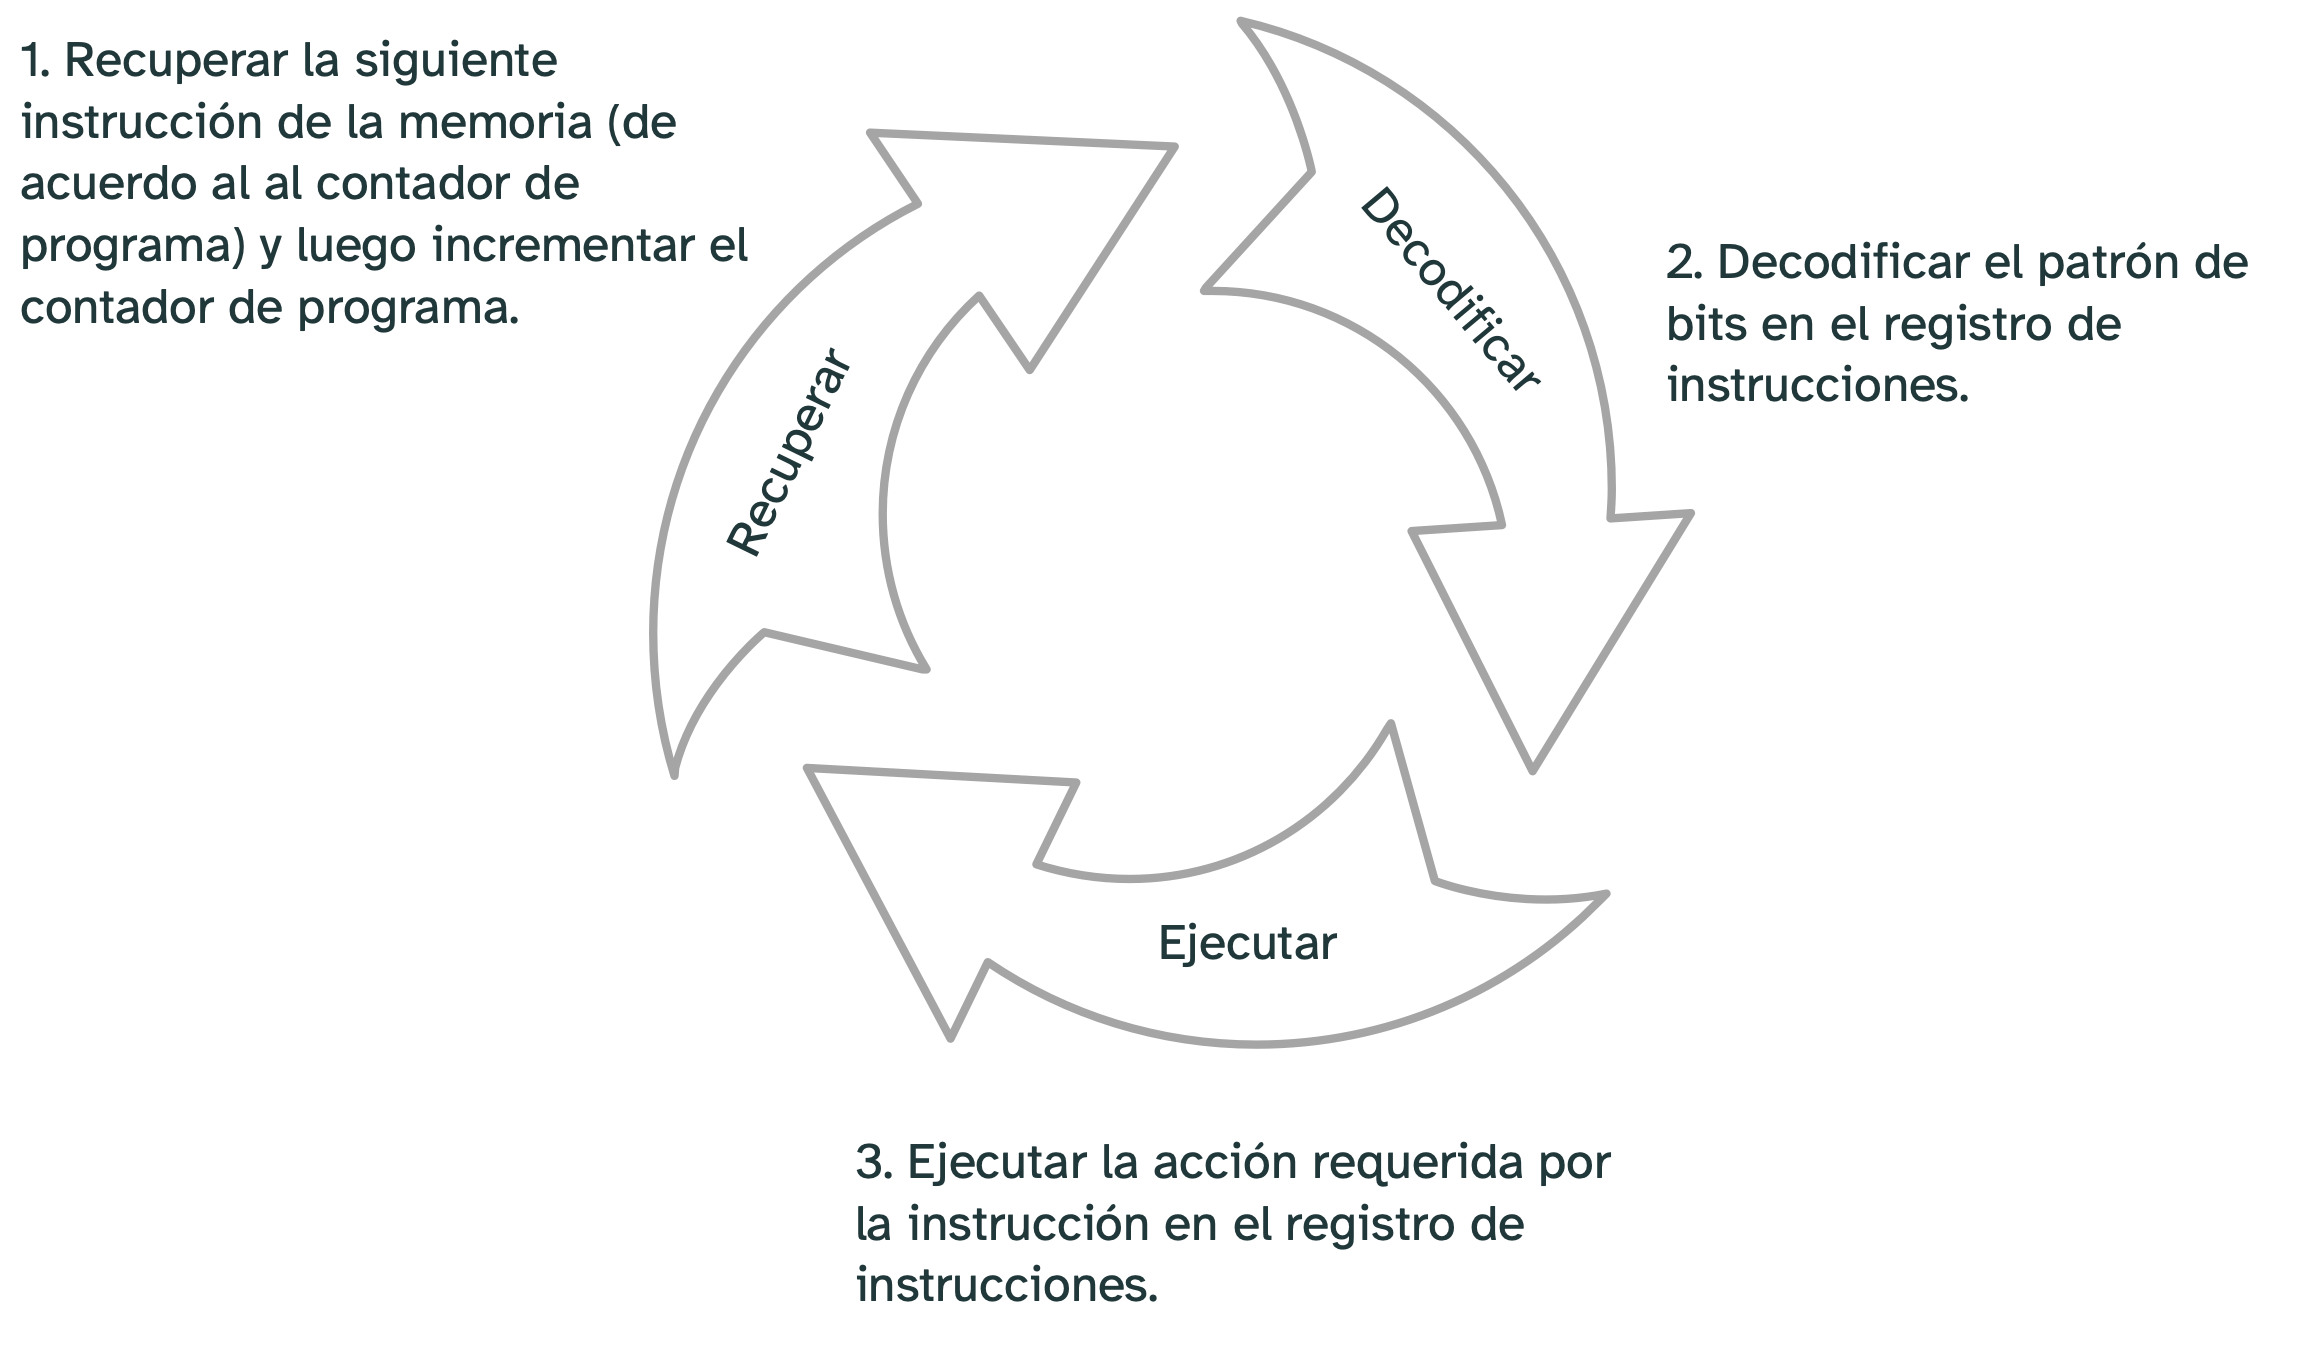 1. Recuperar la siguiente
instrucción de la memoria (de
acuerdo al al contador de
programa) y luego incrementar el
contador de programa.
Recuperar
Decodificar
2. Decodificar el patrón de
bits en el registro de
instrucciones.
Ejecutar
3. Ejecutar la acción requerida por
la instrucción en el registro de
instrucciones.